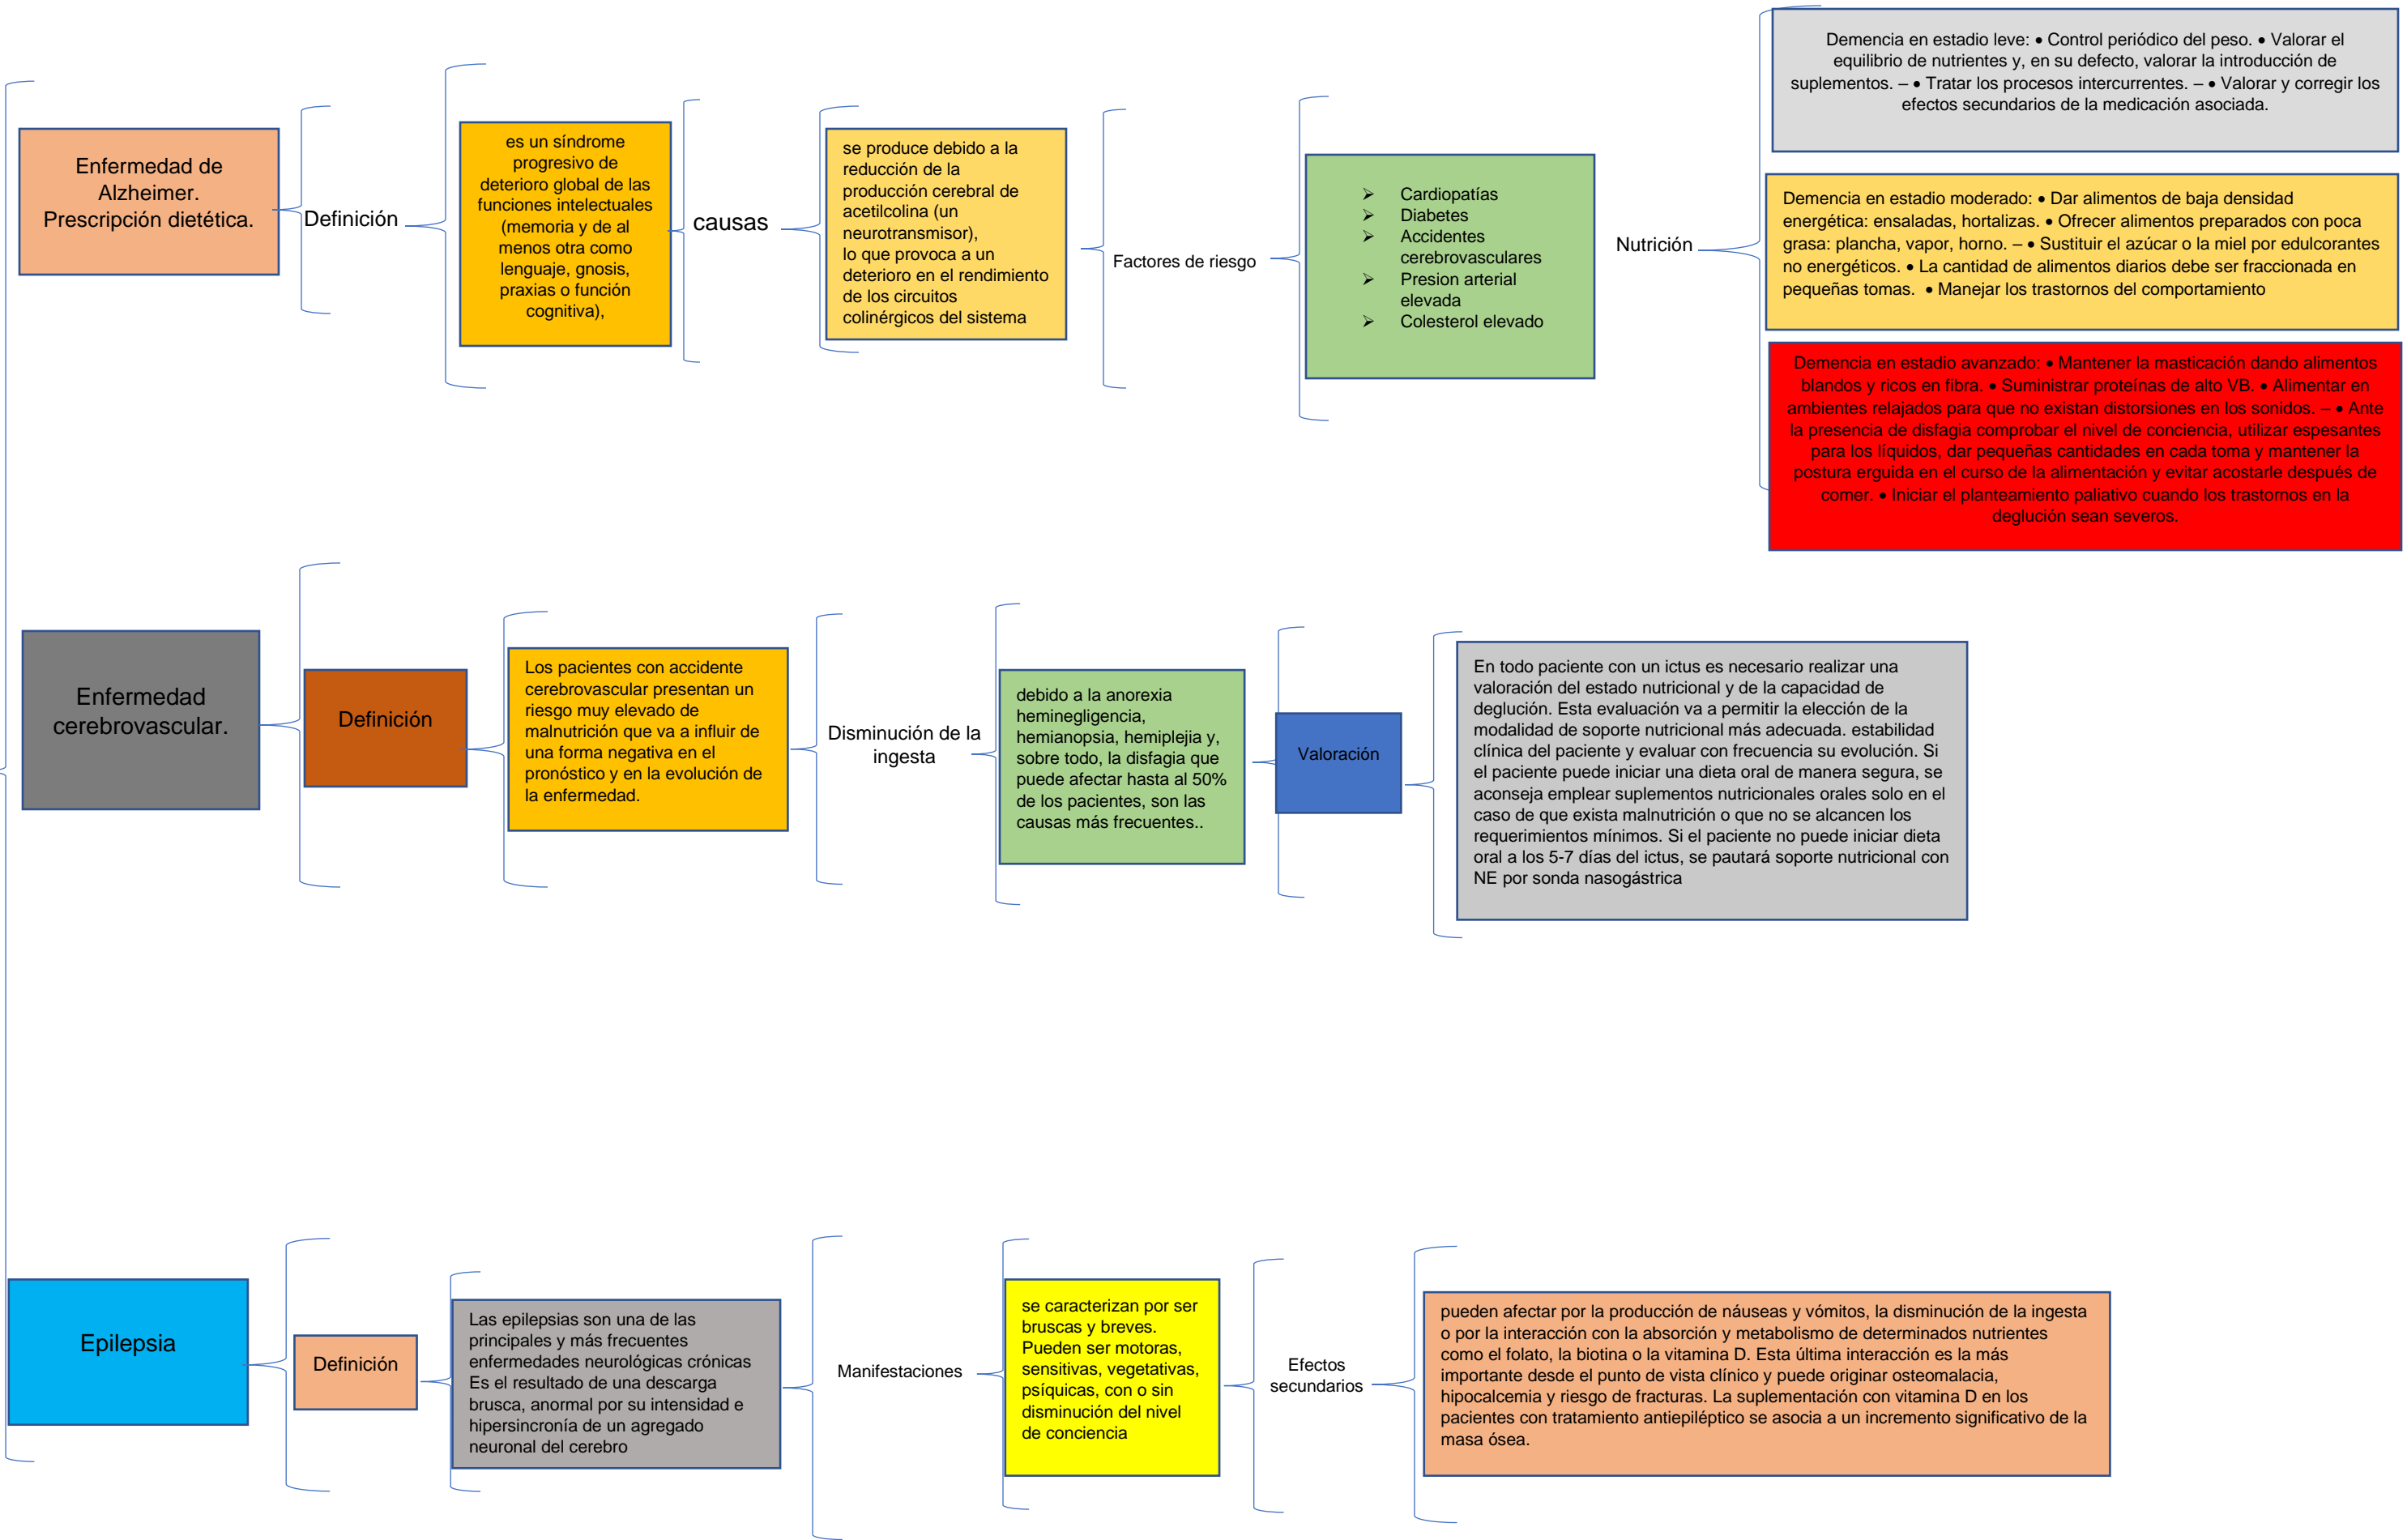 Enfermedad de
Alzheimer.
Prescripción dietética.
Definición
es un síndrome
progresivo de
deterioro global de las
funciones intelectuales
(memoria y de al
menos otra como
lenguaje, gnosis,
praxias o función
cognitiva),
causas
se produce debido a la
reducción de la
producción cerebral de
acetilcolina (un
neurotransmisor),
lo que provoca a un
deterioro en el rendimiento
de los circuitos
colinérgicos del sistema
Factores de riesgo
➢ Cardiopatías
➢ Diabetes
➢ Accidentes
cerebrovasculares
➢ Presion arterial
elevada
➢ Colesterol elevado
Nutrición
Demencia en estadio leve: • Control periódico del peso. • Valorar el
equilibrio de nutrientes y, en su defecto, valorar la introducción de
suplementos. – • Tratar los procesos intercurrentes. – • Valorar y corregir los
efectos secundarios de la medicación asociada.
Demencia en estadio moderado: • Dar alimentos de baja densidad
energética: ensaladas, hortalizas. • Ofrecer alimentos preparados con poca
grasa: plancha, vapor, horno. – • Sustituir el azúcar o la miel por edulcorantes
no energéticos. • La cantidad de alimentos diarios debe ser fraccionada en
pequeñas tomas. • Manejar los trastornos del comportamiento
Demencia en estadio avanzado: • Mantener la masticación dando alimentos
blandos y ricos en fibra. • Suministrar proteínas de alto VB. • Alimentar en
ambientes relajados para que no existan distorsiones en los sonidos. – • Ante
la presencia de disfagia comprobar el nivel de conciencia, utilizar espesantes
para los líquidos, dar pequeñas cantidades en cada toma y mantener la
postura erguida en el curso de la alimentación y evitar acostarle después de
comer. • Iniciar el planteamiento paliativo cuando los trastornos en la
deglución sean severos.
Enfermedad
cerebrovascular.
Definición
Los pacientes con accidente
cerebrovascular presentan un
riesgo muy elevado de
malnutrición que va a influir de
una forma negativa en el
pronóstico y en la evolución de
la enfermedad.
Disminución de la
ingesta
debido a la anorexia
heminegligencia,
hemianopsia, hemiplejia y,
sobre todo, la disfagia que
puede afectar hasta al 50%
de los pacientes, son las
causas más frecuentes..
Valoración
En todo paciente con un ictus es necesario realizar una
valoración del estado nutricional y de la capacidad de
deglución. Esta evaluación va a permitir la elección de la
modalidad de soporte nutricional más adecuada. estabilidad
clínica del paciente y evaluar con frecuencia su evolución. Si
el paciente puede iniciar una dieta oral de manera segura, se
aconseja emplear suplementos nutricionales orales solo en el
caso de que exista malnutrición o que no se alcancen los
requerimientos mínimos. Si el paciente no puede iniciar dieta
oral a los 5-7 días del ictus, se pautará soporte nutricional con
NE por sonda nasogástrica
Epilepsia
Definición
Las epilepsias son una de las
principales y más frecuentes
enfermedades neurológicas crónicas
Es el resultado de una descarga
brusca, anormal por su intensidad e
hipersincronía de un agregado
neuronal del cerebro
Manifestaciones
se caracterizan por ser
bruscas y breves.
Pueden ser motoras,
sensitivas, vegetativas,
psíquicas, con o sin
disminución del nivel
de conciencia
Efectos
secundarios
pueden afectar por la producción de náuseas y vómitos, la disminución de la ingesta
o por la interacción con la absorción y metabolismo de determinados nutrientes
como el folato, la biotina o la vitamina D. Esta última interacción es la más
importante desde el punto de vista clínico y puede originar osteomalacia,
hipocalcemia y riesgo de fracturas. La suplementación con vitamina D en los
pacientes con tratamiento antiepiléptico se asocia a un incremento significativo de la
masa ósea.